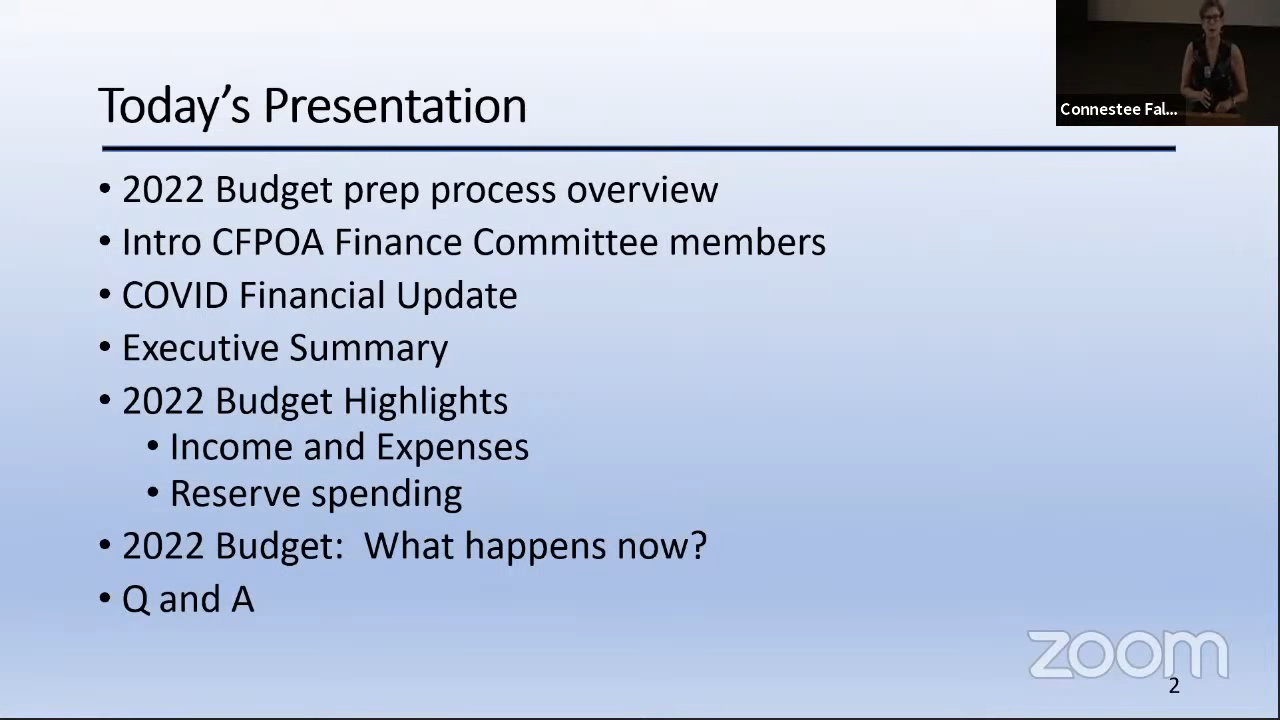 Today's Presentation
Connestee Fal...
• 2022 Budget prep process overview
• Intro CFPOA Finance Committee members
• COVID Financial Update
• Executive Summary
• 2022 Budget Highlights
• Income and Expenses
• Reserve spending
• 2022 Budget:  What happens now?
• Q and A
zoom
2